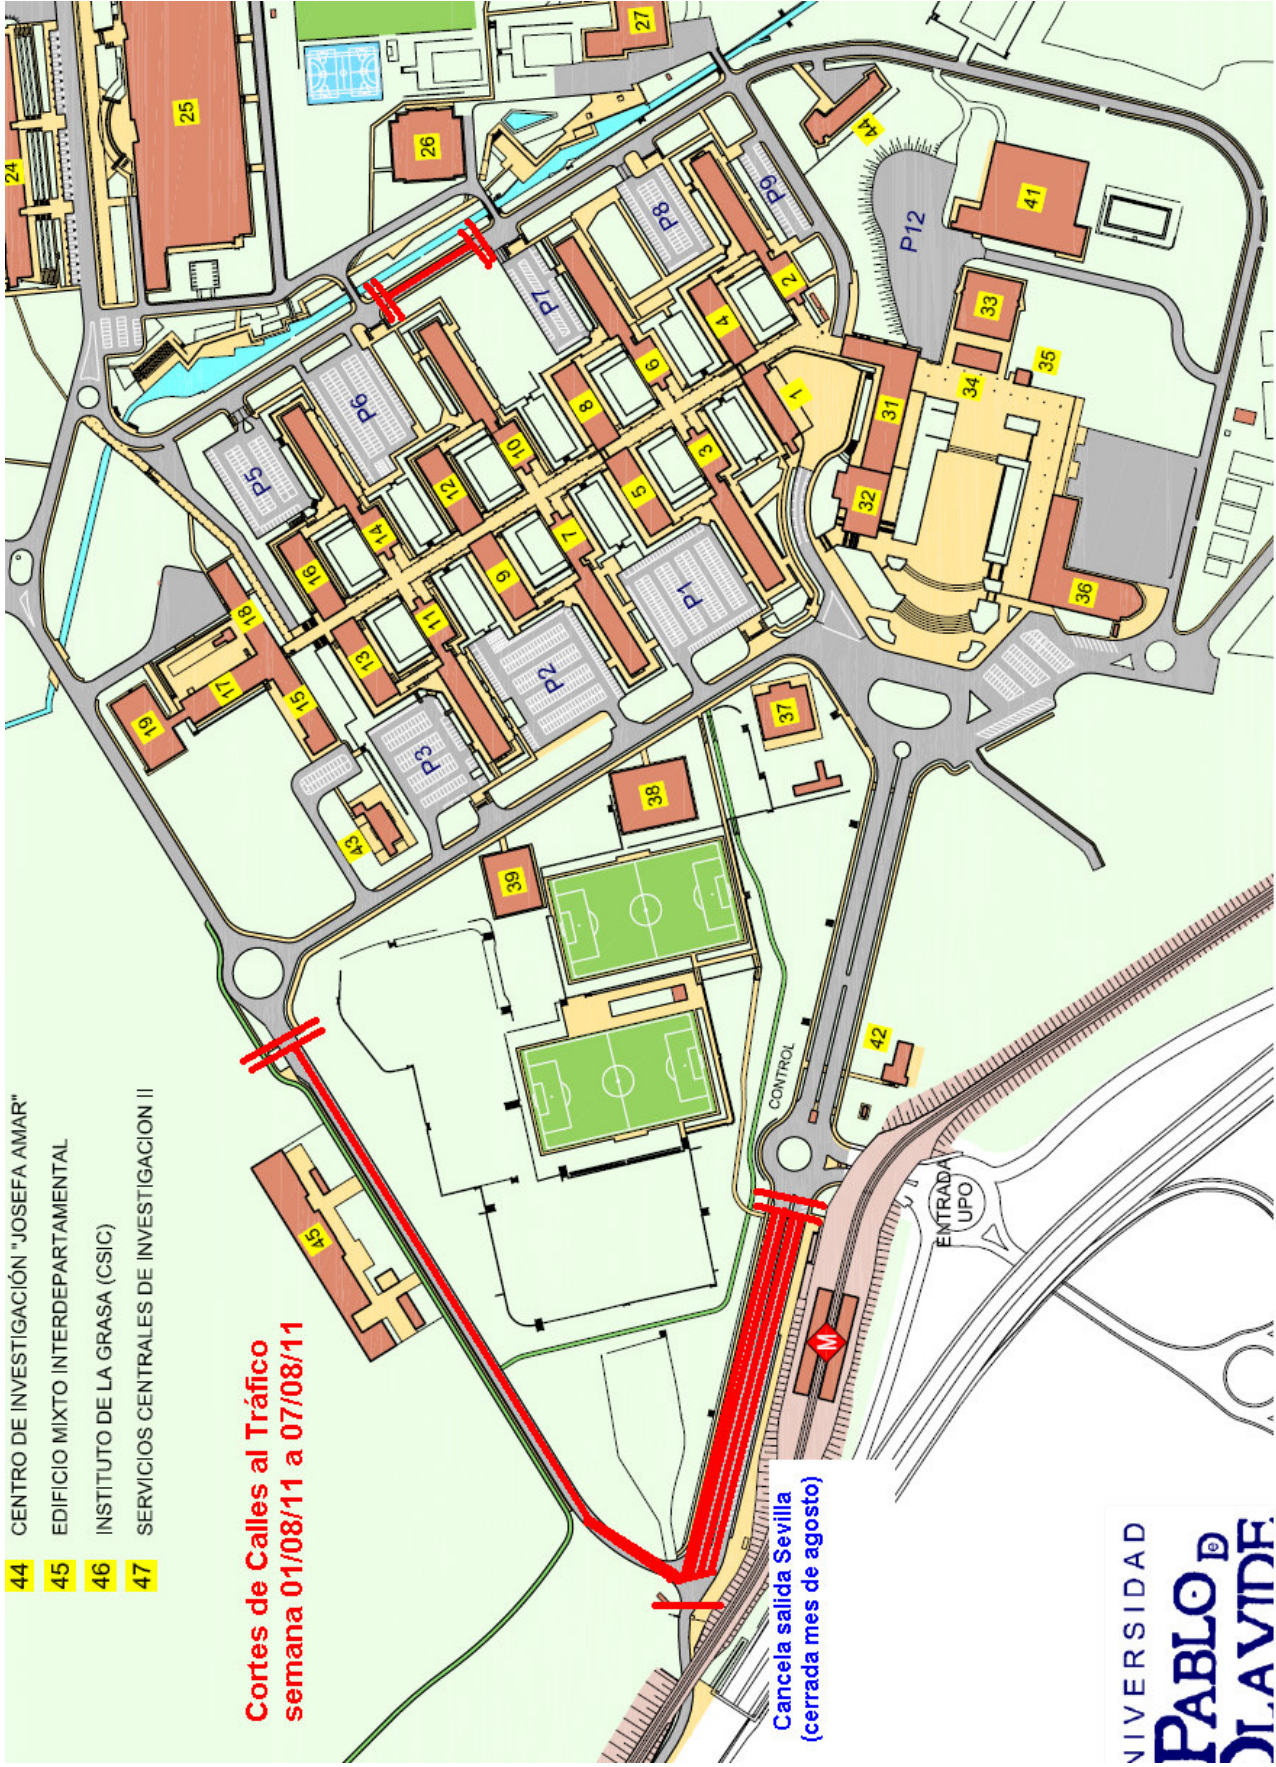 44 CENTRO DE INVESTIGACIÓN "JOSEFA AMAR"
45 EDIFICIO MIXTO INTERDEPARTAMENTAL
46 INSTITUTO DE LA GRASA (CSIC)
47 SERVICIOS CENTRALES DE INVESTIGACION II
Cortes de Calles al Tráfico
semana 01/08/11 a 07/08/11
Cancela salida Sevilla
(cerrada mes de agosto)
NIVERSIDAD
PABLO DE
OLAVIDE
ENTRADA
UPO
CONTROL
M
45
42
39
38
37
43
19
17
18
15
13
16
14
11
12
10
9
7
8
5
6
3
4
2
1
31
32
33
34
35
36
41
44
24
25
26
27
P1
P2
P3
P5
P6
P7
P8
P9
P12